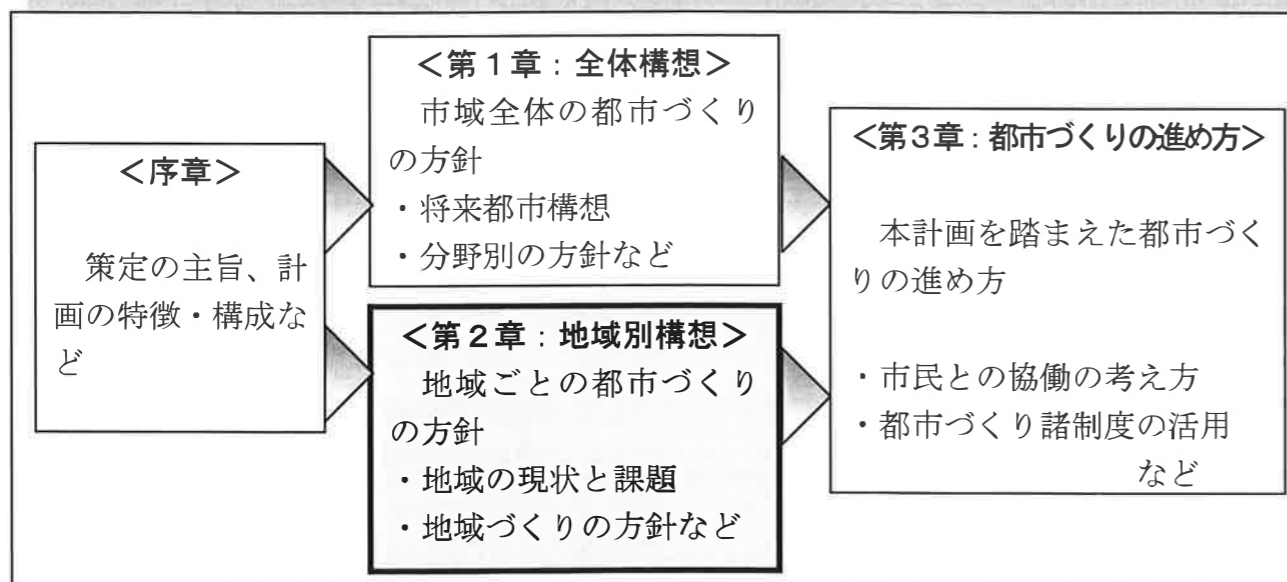 ＜序章＞
策定の主旨、計
画の特徴・構成な
ど
＜第１章：全体構想＞
市域全体の都市づくり
の方針
・将来都市構想
・分野別の方針など
＜第２章：地域別構想＞
地域ごとの都市づくり
の方針
・地域の現状と課題
・地域づくりの方針など
＜第３章：都市づくりの進め方＞
本計画を踏まえた都市づく
りの進め方
・市民との協働の考え方
・都市づくり諸制度の活用
など